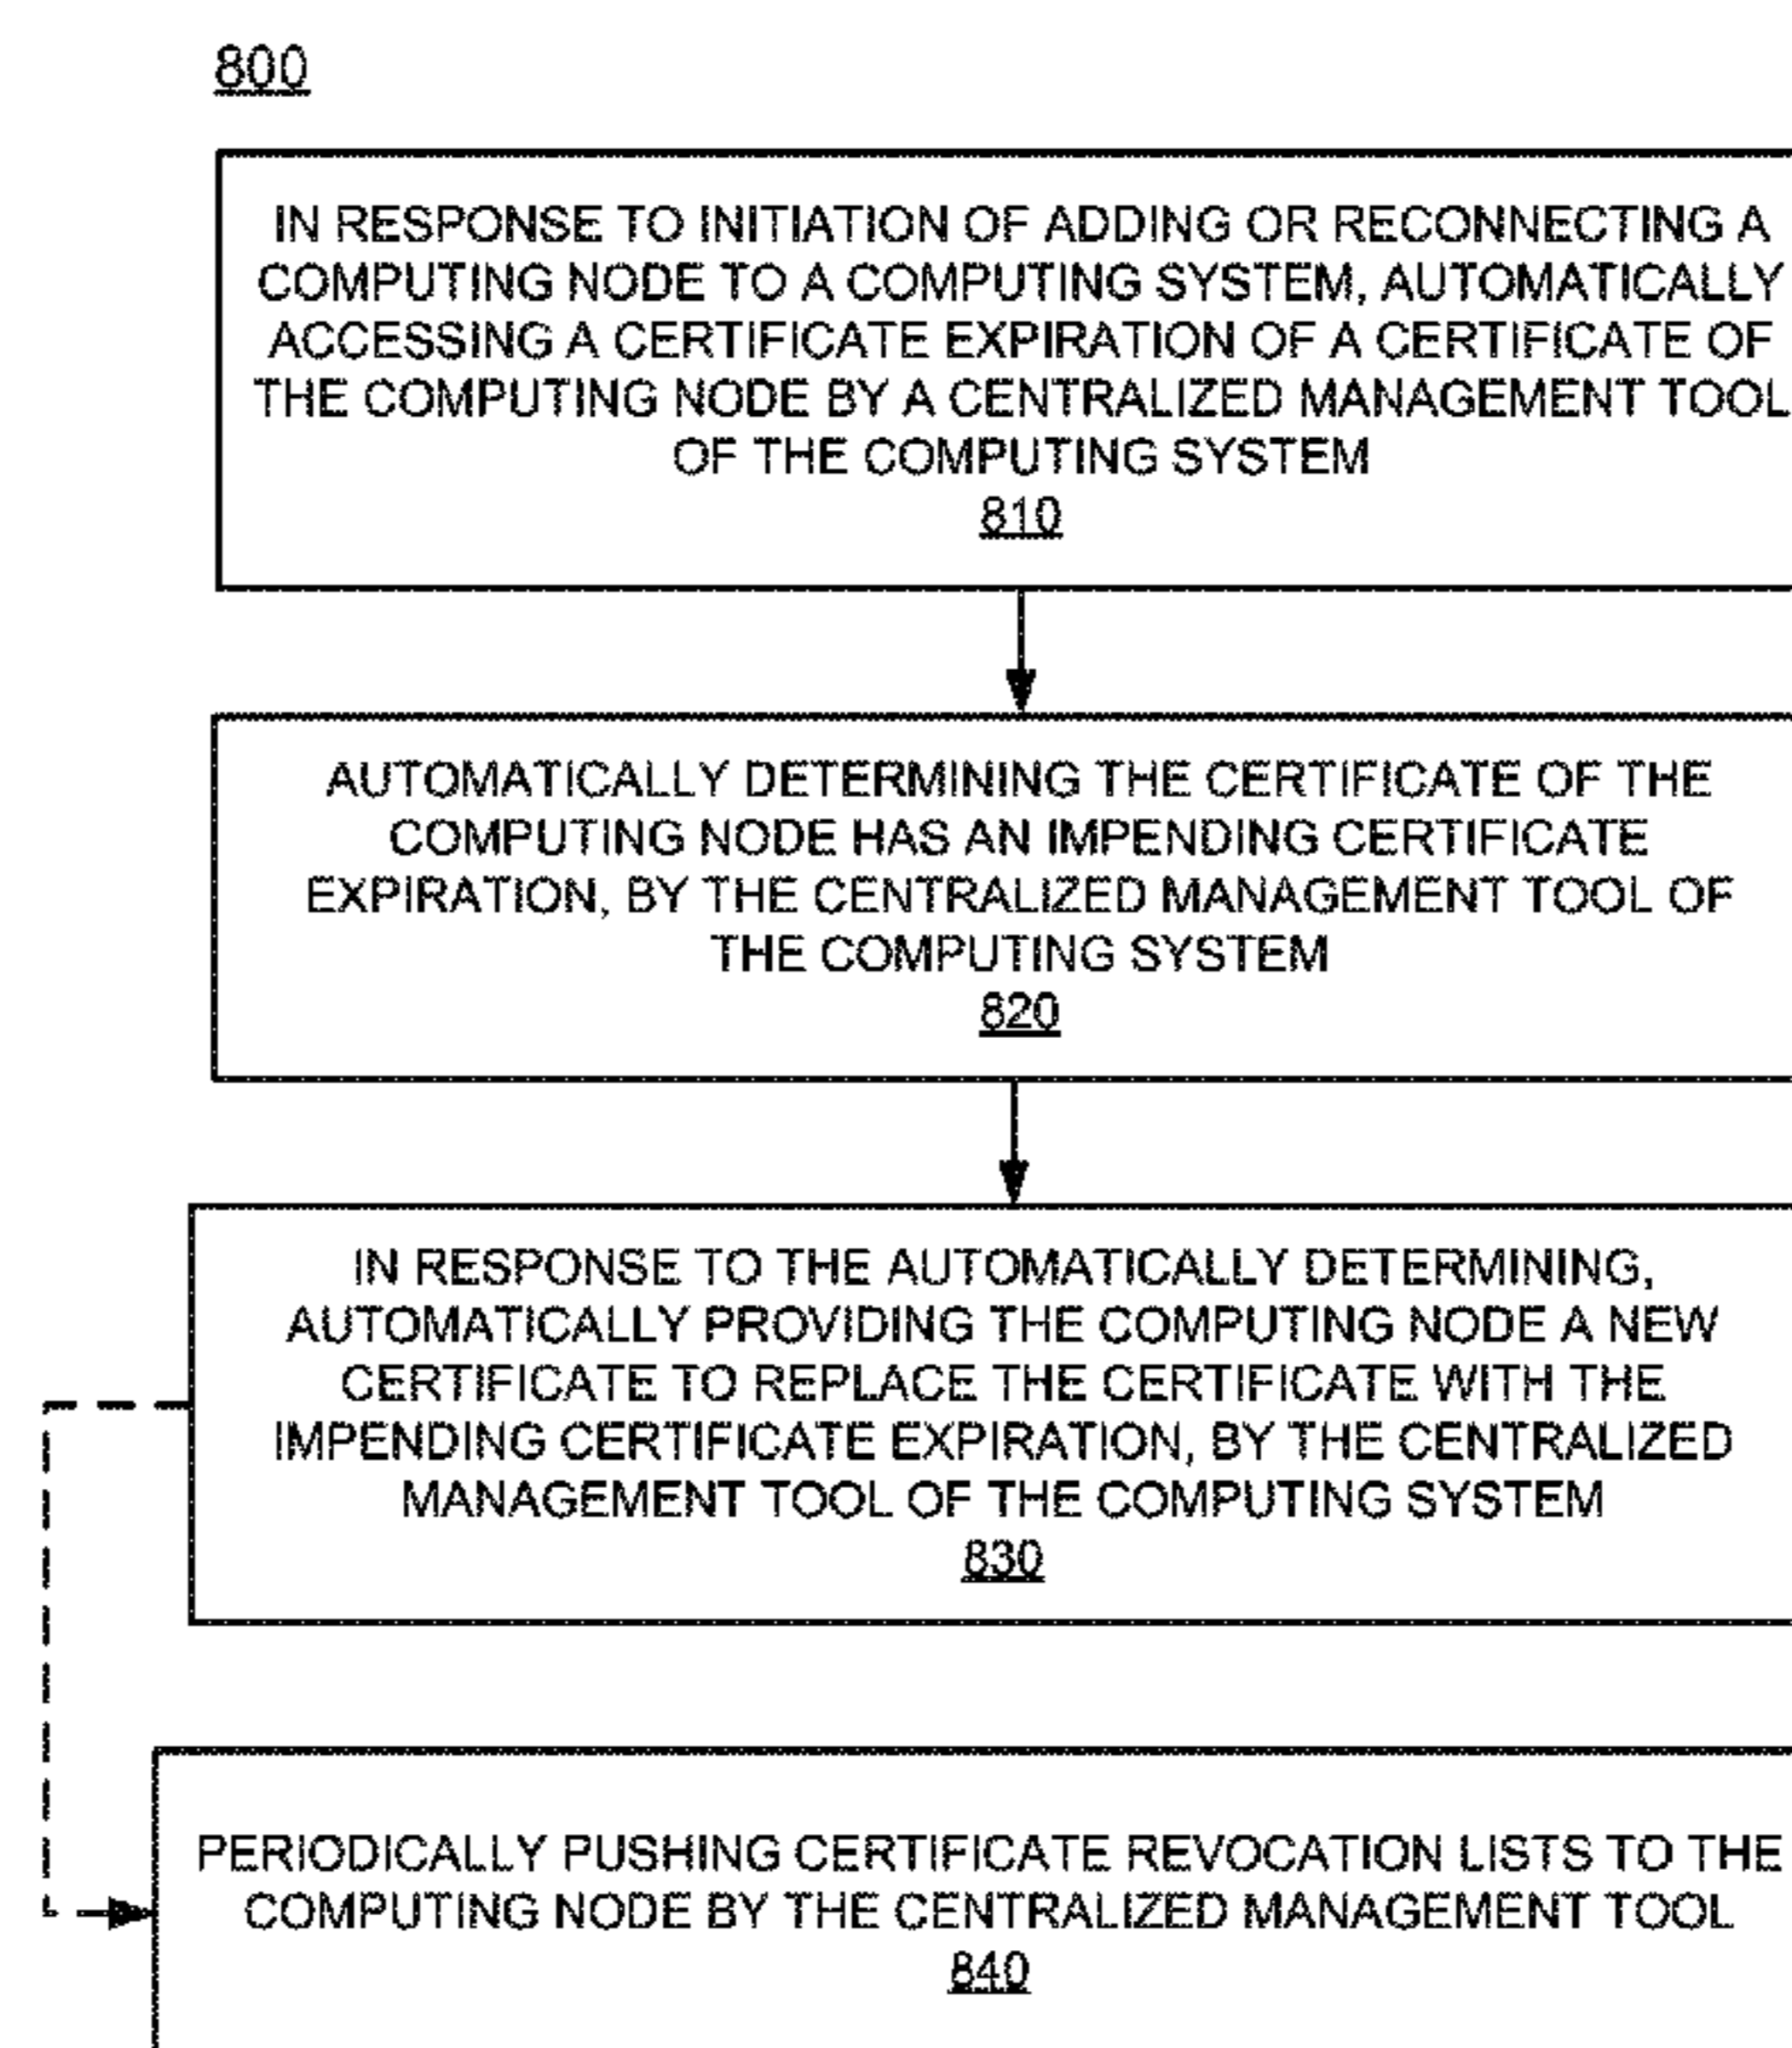 800
IN RESPONSE TO INITIATION OF ADDING OR RECONNECTING A
COMPUTING NODE TO A COMPUTING SYSTEM, AUTOMATICALLY
ACCESSING A CERTIFICATE EXPIRATION OF A CERTIFICATE OF
THE COMPUTING NODE BY A CENTRALIZED MANAGEMENT TOOL
OF THE COMPUTING SYSTEM
810
AUTOMATICALLY DETERMINING THE CERTIFICATE OF THE
COMPUTING NODE HAS AN IMPENDING CERTIFICATE
EXPIRATION, BY THE CENTRALIZED MANAGEMENT TOOL OF
THE COMPUTING SYSTEM
820
IN RESPONSE TO THE AUTOMATICALLY DETERMINING,
AUTOMATICALLY PROVIDING THE COMPUTING NODE A NEW
CERTIFICATE TO REPLACE THE CERTIFICATE WITH THE
IMPENDING CERTIFICATE EXPIRATION, BY THE CENTRALIZED
MANAGEMENT TOOL OF THE COMPUTING SYSTEM
830
PERIODICALLY PUSHING CERTIFICATE REVOCATION LISTS TO THE
COMPUTING NODE BY THE CENTRALIZED MANAGEMENT TOOL
840